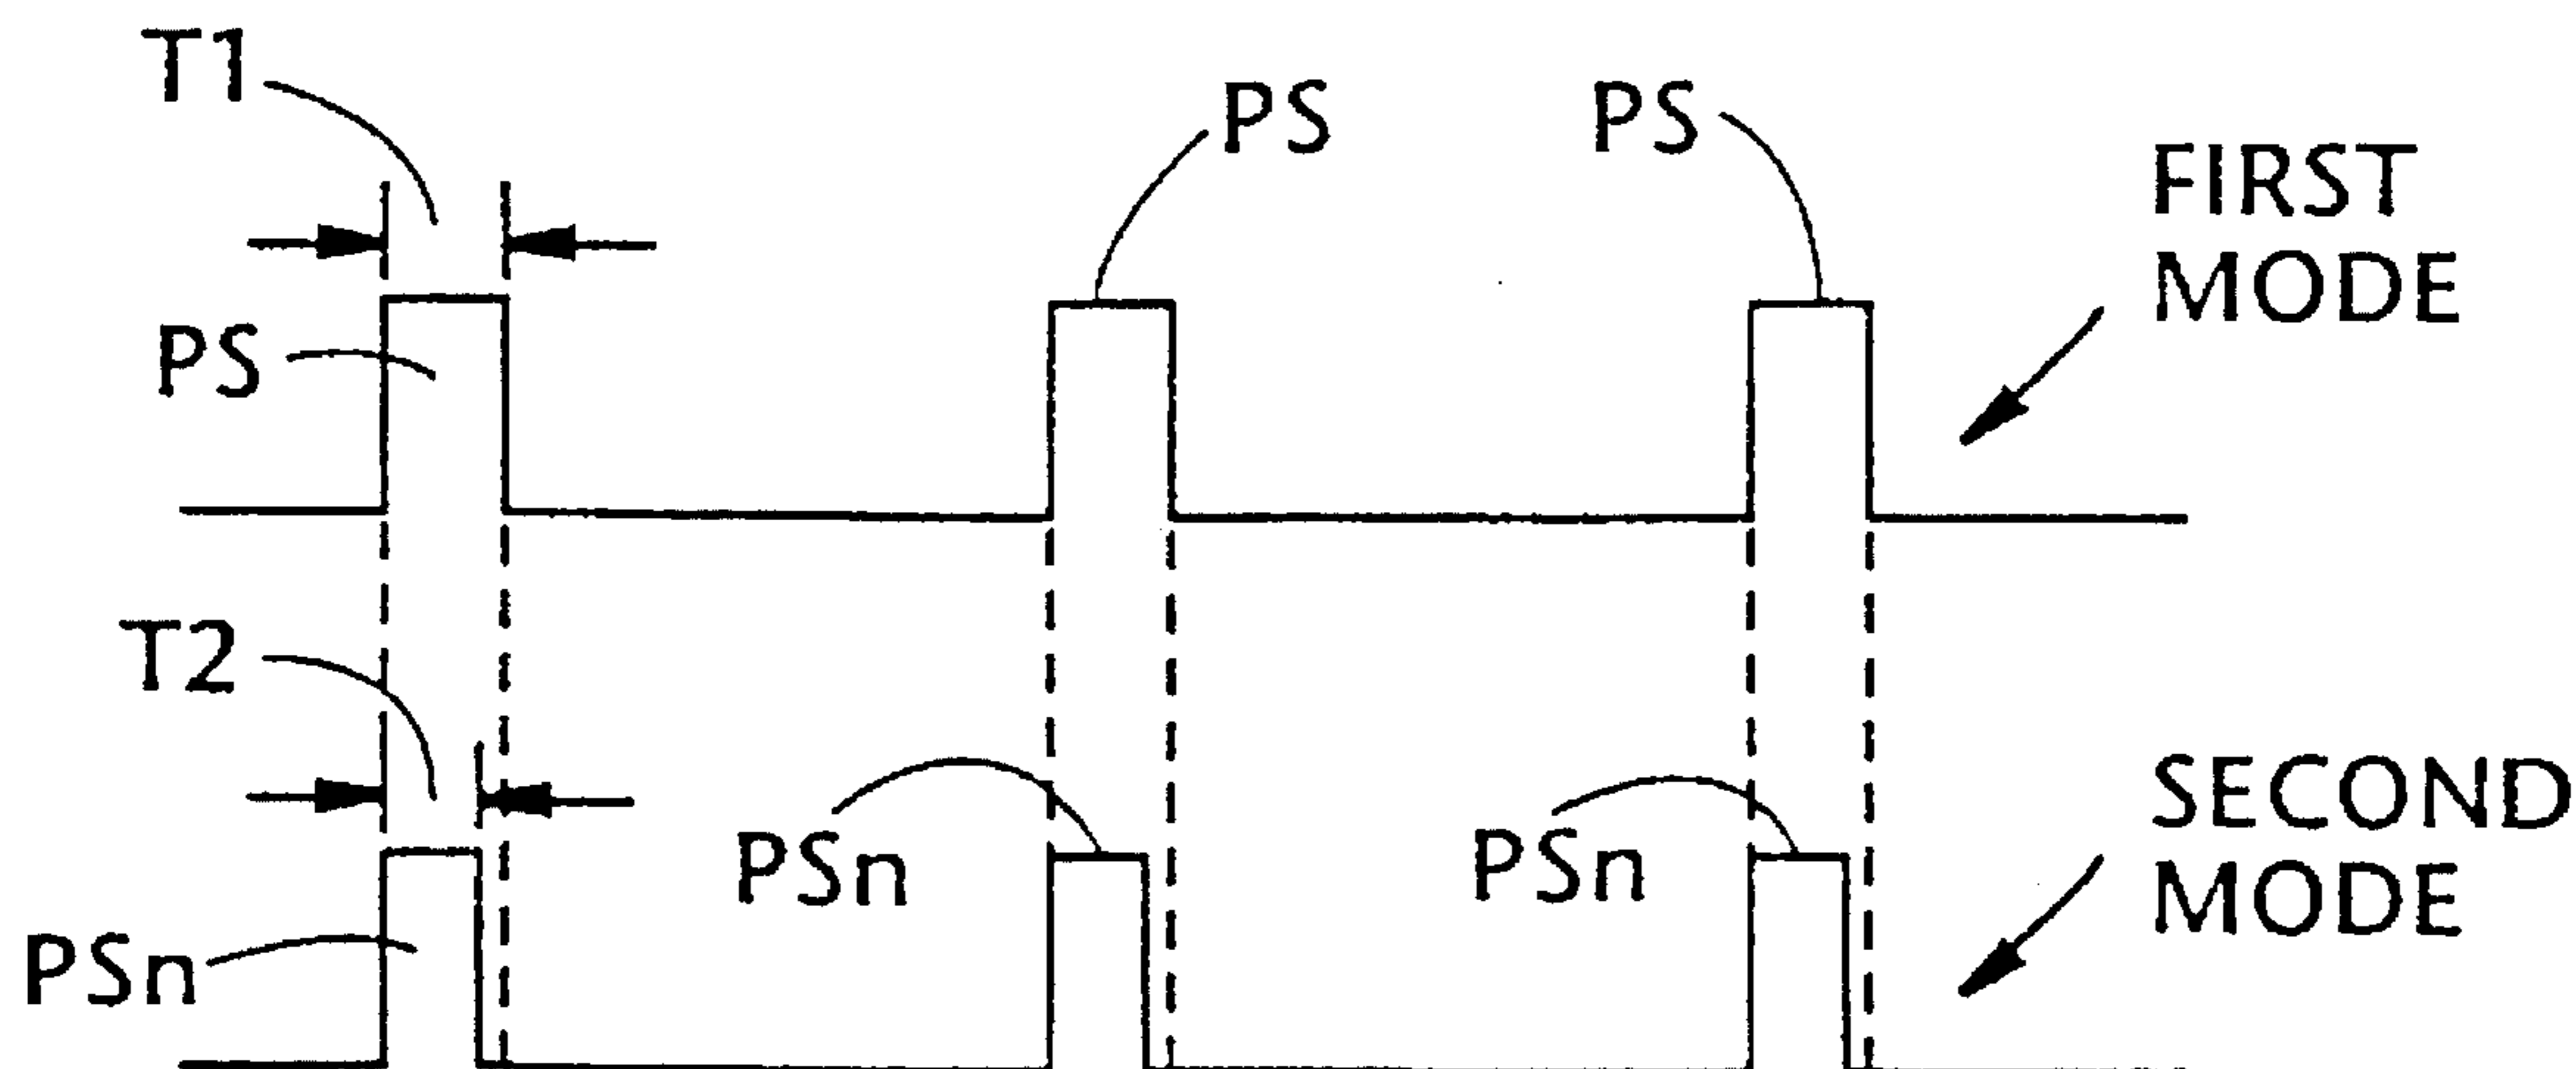 T1
PS
PS
FIRST
MODE
PS
T2
SECOND
MODE
PSn
PSn
PSn